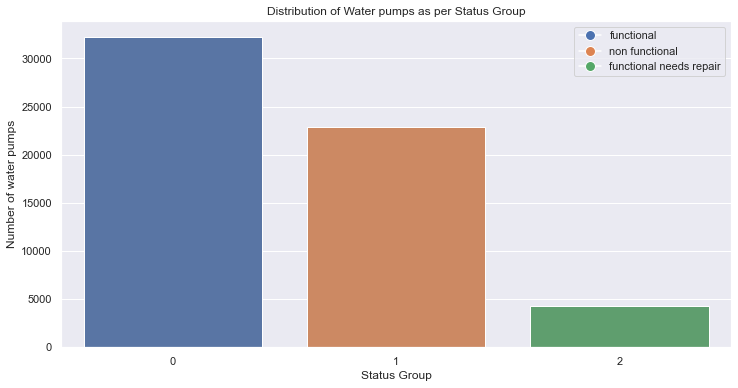 Distribution of Water pumps as per Status Group
functional
non functional
functional needs repair
Number of water pumps
30000
25000
20000
15000
10000
5000
0
0 1 2
Status Group